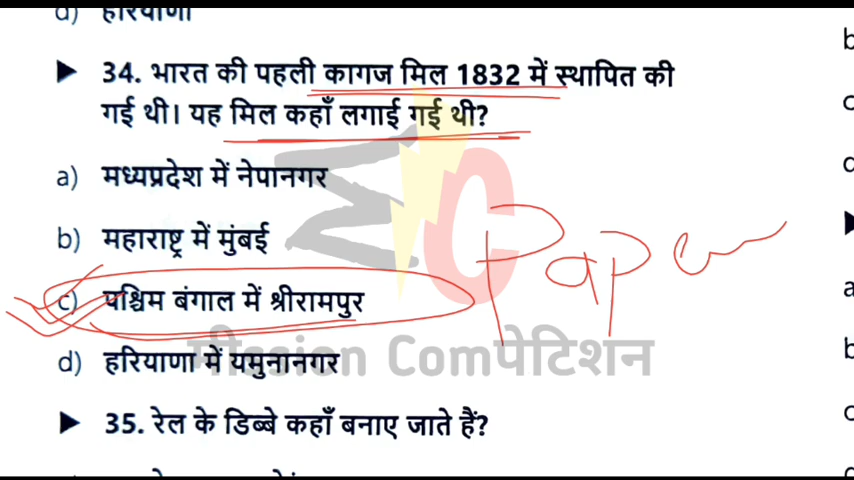 d) हरियाणा
34. भारत की पहली कागज मिल 1832 में स्थापित की
गई थी। यह मिल कहाँ लगाई गई थी?
a) मध्यप्रदेश में नेपानगर
b) महाराष्ट्र में मुंबई
c) पश्चिम बंगाल में श्रीरामपुर
Paper
मीssion Comपेटिशन
d) हरियाणा में यमुनानगर
35. रेल के डिब्बे कहाँ बनाए जाते हैं?